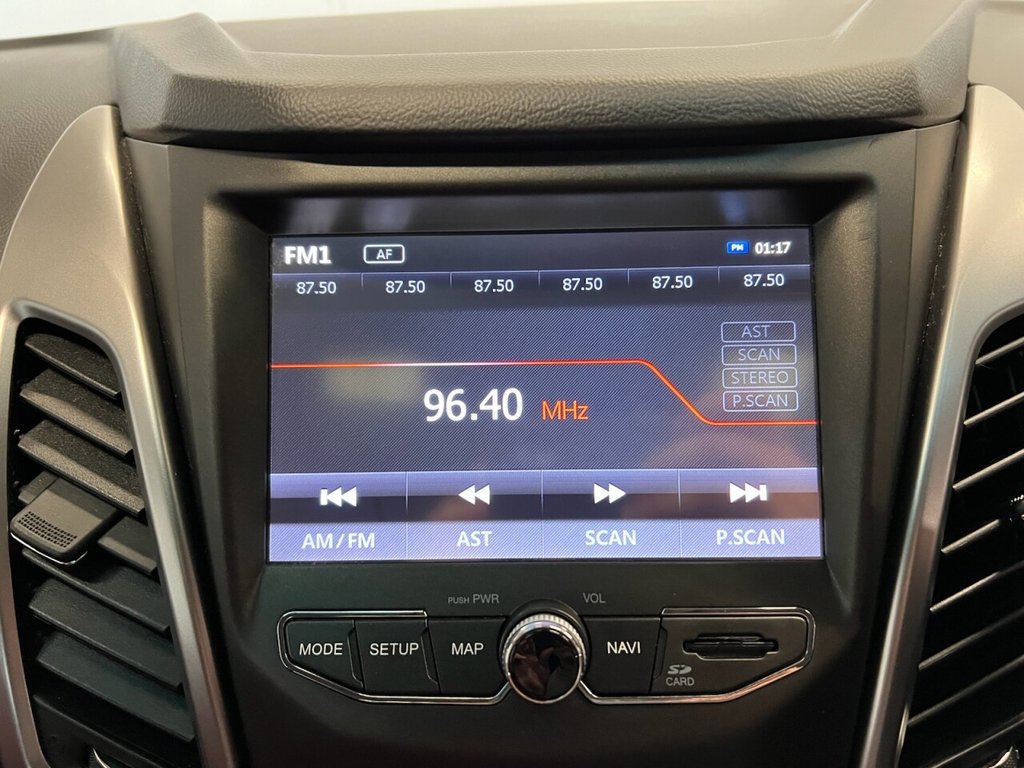 FM1 AF PM 01:17
87.50 87.50 87.50 87.50 87.50 87.50
AST
SCAN
STEREO
P.SCAN
96.40 MHz
AM/FM AST SCAN P.SCAN
PUSH PWR VOL
MODE SETUP MAP NAVI
SD
CARD